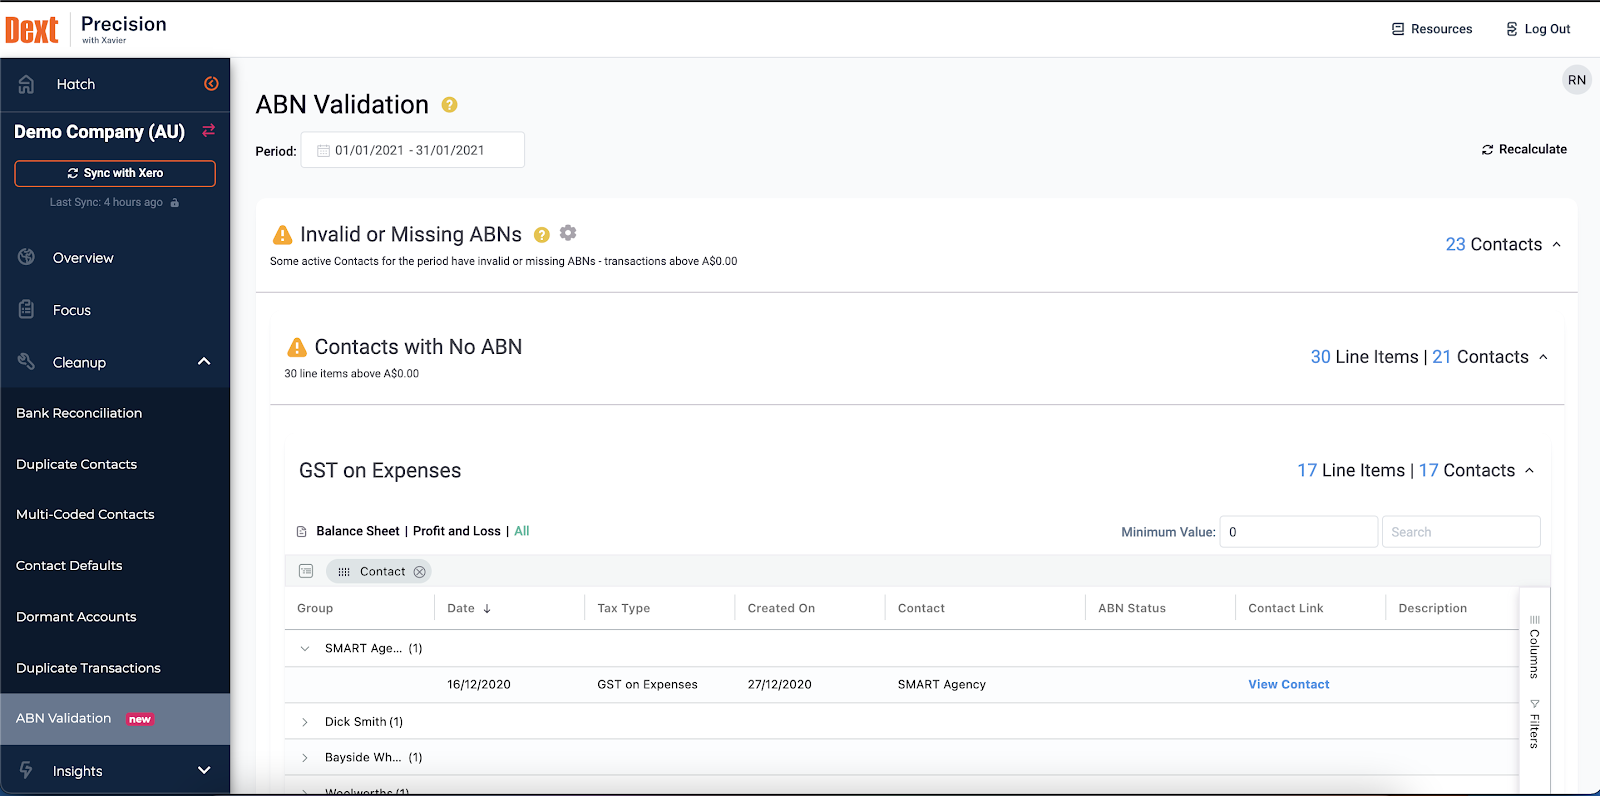 Dext Precision
with Xavier
Resources
Log Out
RN
Hatch
Demo Company (AU)
Sync with Xero
Last Sync: 4 hours ago
Overview
Focus
Cleanup
Bank Reconciliation
Duplicate Contacts
Multi-Coded Contacts
Contact Defaults
Dormant Accounts
Duplicate Transactions
ABN Validation new
Insights
ABN Validation ?
Period: 01/01/2021 - 31/01/2021
Recalculate
Invalid or Missing ABNs ?
23 Contacts
Some active Contacts for the period have invalid or missing ABNs - transactions above A$0.00
Contacts with No ABN
30 Line Items | 21 Contacts
30 line items above A$0.00
GST on Expenses
17 Line Items | 17 Contacts
Balance Sheet | Profit and Loss | All
Minimum Value: 0 Search
Contact
Group Date Tax Type Created On Contact ABN Status Contact Link Description
SMART Age... (1)
16/12/2020 GST on Expenses 27/12/2020 SMART Agency View Contact
Dick Smith (1)
Bayside Wh... (1)
Woolworths (1)
Columns
Filters